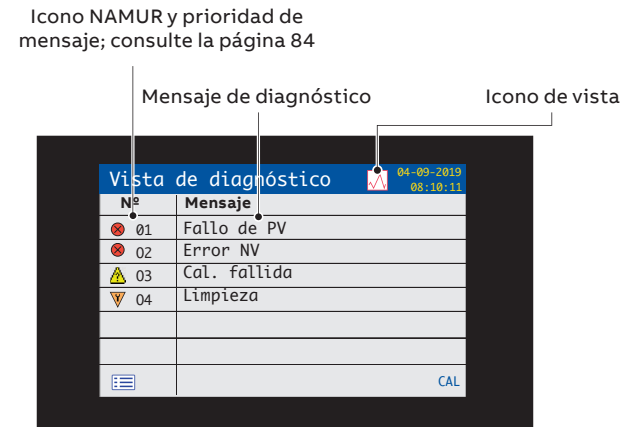 Icono NAMUR y prioridad de
mensaje; consulte la página 84
Mensaje de diagnóstico
Icono de vista
Vista de diagnóstico
04-09-2019
08:10:11
Nº Mensaje
01 Fallo de PV
02 Error NV
? 03 Cal. fallida
Y 04 Limpieza
CAL